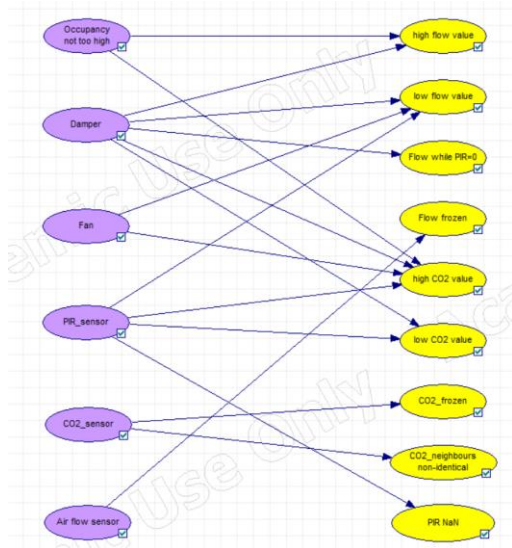 Occupancy
not too high
high flow value
low flow value
Damper
Flow while PIR=0
Fan
Flow frozen
high CO2 value
PIR_sensor
low CO2 value
CO2_sensor
CO2_frozen
CO2_neighbours
non-identical
Air flow sensor
PIR NaN